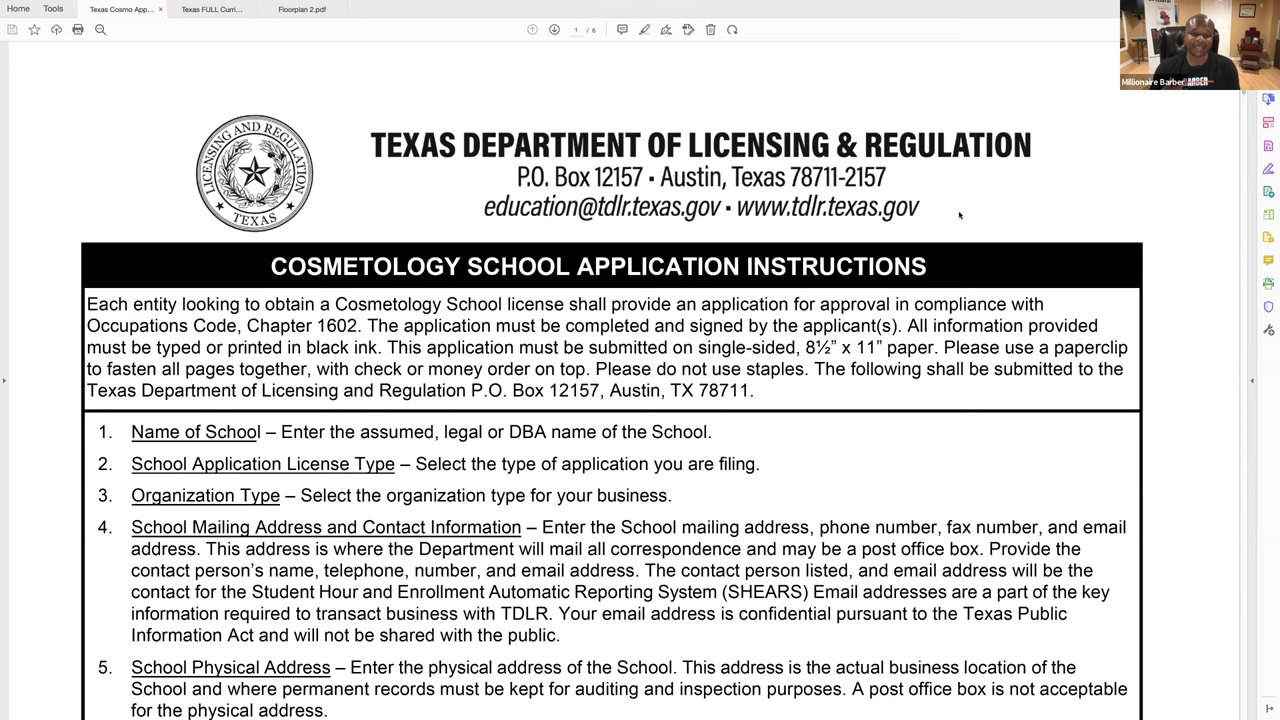 Home Tools Texas Cosmo App... × Texas FULL Curri... Floorplan 2.pdf
1 / 6
Millionaire Barber
LICENSING AND REGULATION
TEXAS
TEXAS DEPARTMENT OF LICENSING & REGULATION
P.O. Box 12157 ▪ Austin, Texas 78711-2157
education@tdlr.texas.gov ▪ www.tdlr.texas.gov
COSMETOLOGY SCHOOL APPLICATION INSTRUCTIONS
Each entity looking to obtain a Cosmetology School license shall provide an application for approval in compliance with
Occupations Code, Chapter 1602. The application must be completed and signed by the applicant(s). All information provided
must be typed or printed in black ink. This application must be submitted on single-sided, 8½” x 11” paper. Please use a paperclip
to fasten all pages together, with check or money order on top. Please do not use staples. The following shall be submitted to the
Texas Department of Licensing and Regulation P.O. Box 12157, Austin, TX 78711.
1. Name of School – Enter the assumed, legal or DBA name of the School.
2. School Application License Type – Select the type of application you are filing.
3. Organization Type – Select the organization type for your business.
4. School Mailing Address and Contact Information – Enter the School mailing address, phone number, fax number, and email
address. This address is where the Department will mail all correspondence and may be a post office box. Provide the
contact person’s name, telephone, number, and email address. The contact person listed, and email address will be the
contact for the Student Hour and Enrollment Automatic Reporting System (SHEARS) Email addresses are a part of the key
information required to transact business with TDLR. Your email address is confidential pursuant to the Texas Public
Information Act and will not be shared with the public.
5. School Physical Address – Enter the physical address of the School. This address is the actual business location of the
School and where permanent records must be kept for auditing and inspection purposes. A post office box is not acceptable
for the physical address.